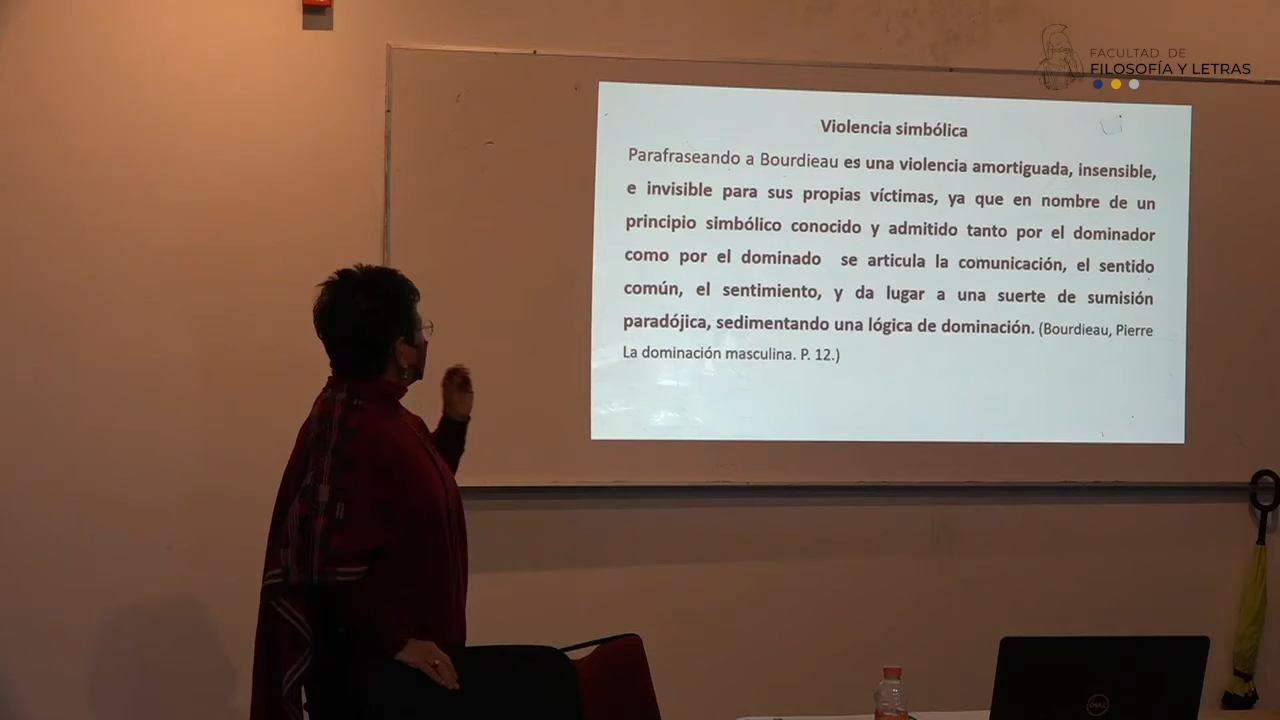 FACULTAD DE
FILOSOFÍA Y LETRAS
Violencia simbólica
Parafraseando a Bourdieau es una violencia amortiguada, insensible,
e invisible para sus propias víctimas, ya que en nombre de un
principio simbólico conocido y admitido tanto por el dominador
como por el dominado se articula la comunicación, el sentido
común, el sentimiento, y da lugar a una suerte de sumisión
paradójica, sedimentando una lógica de dominación. (Bourdieau, Pierre
La dominación masculina. P. 12.)
DELL